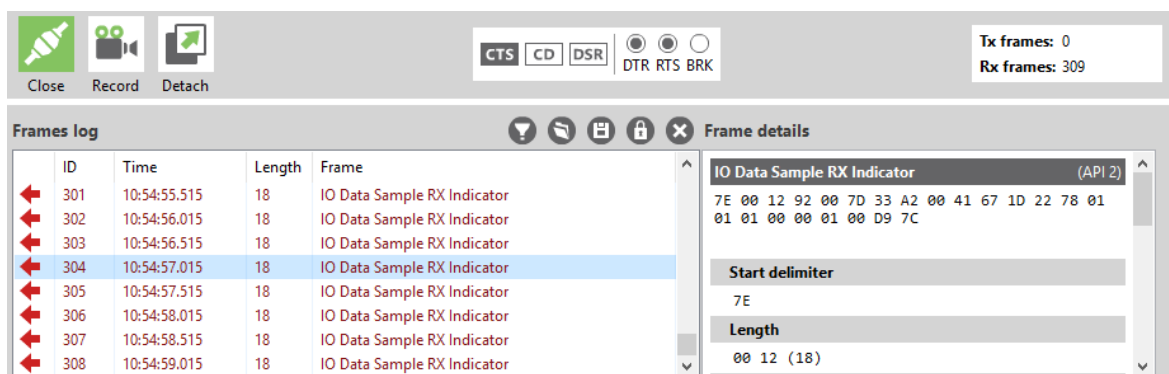 CTS CD DSR DTR RTS BRK
Tx frames: 0
Rx frames: 309
Close Record Detach
Frames log
ID Time Length Frame
301 10:54:55.515 18 IO Data Sample RX Indicator
302 10:54:56.015 18 IO Data Sample RX Indicator
303 10:54:56.515 18 IO Data Sample RX Indicator
304 10:54:57.015 18 IO Data Sample RX Indicator
305 10:54:57.515 18 IO Data Sample RX Indicator
306 10:54:58.015 18 IO Data Sample RX Indicator
307 10:54:58.515 18 IO Data Sample RX Indicator
308 10:54:59.015 18 IO Data Sample RX Indicator
Frame details
IO Data Sample RX Indicator (API 2)
7E 00 12 92 00 7D 33 A2 00 41 67 1D 22 78 01
01 01 00 00 01 00 D9 7C
Start delimiter
7E
Length
00 12 (18)